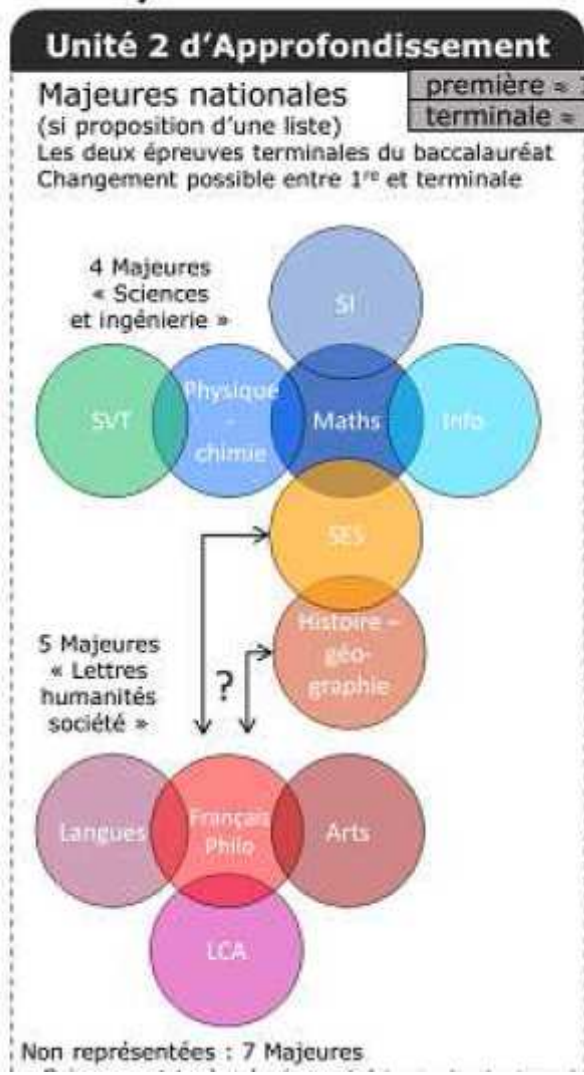 Unité 2 d'Approfondissement
Majeures nationales
première ≈
terminale ≈
(si proposition d'une liste)
Les deux épreuves terminales du baccalauréat
Changement possible entre 1re et terminale
4 Majeures
« Sciences
et ingénierie »
SI
SVT
Physique
-
chimie
Maths
Info
SES
Histoire –
géo-
graphie
5 Majeures
« Lettres
humanités
société »
?
Langues
Français
Philo
Arts
LCA
Non représentées : 7 Majeures